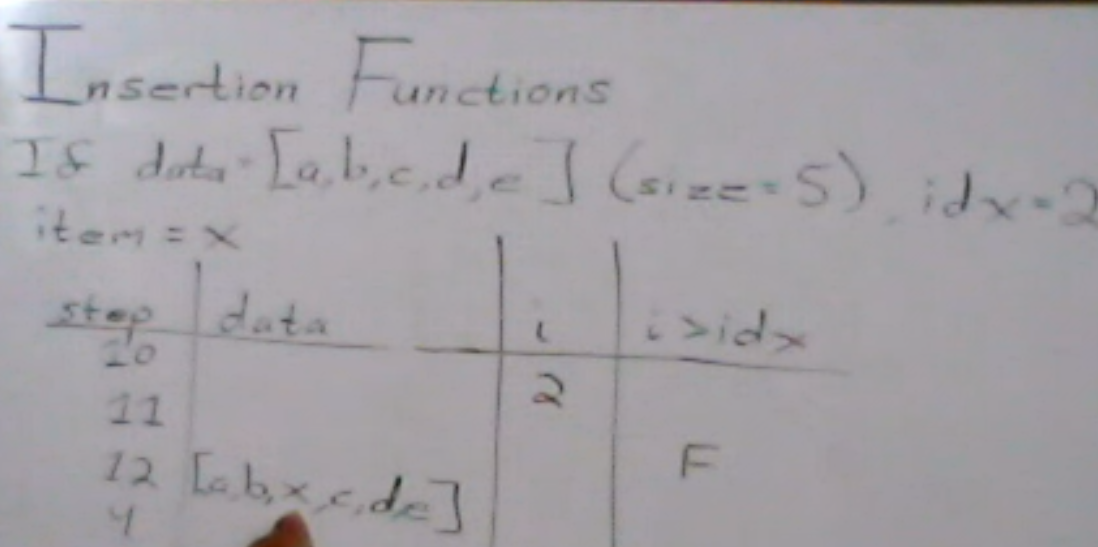 Insertion Functions
If data=[a,b,c,d,e] (size=5), idx=2
item = x
step data i i>idx
10
2
11
F
12 [a,b,x,c,d,e]
4